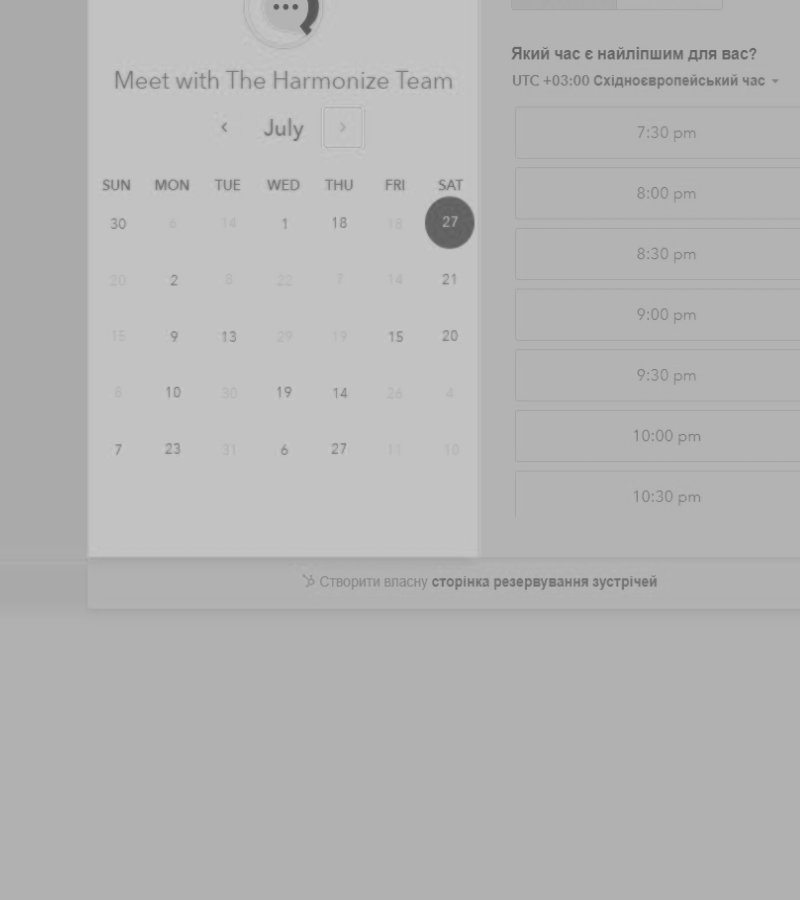 Meet with The Harmonize Team
July
SUN MON TUE WED THU FRI SAT
30 6 14 1 18 18 27
20 2 8 22 7 14 21
15 9 13 29 19 15 20
8 10 30 19 14 26 4
7 23 31 6 27 11 10
Який час є найліпшим для вас?
UTC +03:00 Східноєвропейський час
7:30 pm
8:00 pm
8:30 pm
9:00 pm
9:30 pm
10:00 pm
10:30 pm
Створити власну сторінка резервування зустрічей